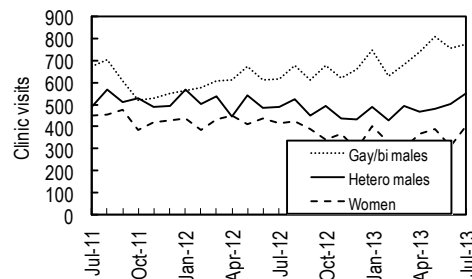 900
800
700
600
500
400
300
200
100
0
Clinic visits
Gay/bi males
Hetero males
Women
Jul-11
Oct-11
Jan-12
Apr-12
Jul-12
Oct-12
Jan-13
Apr-13
Jul-13